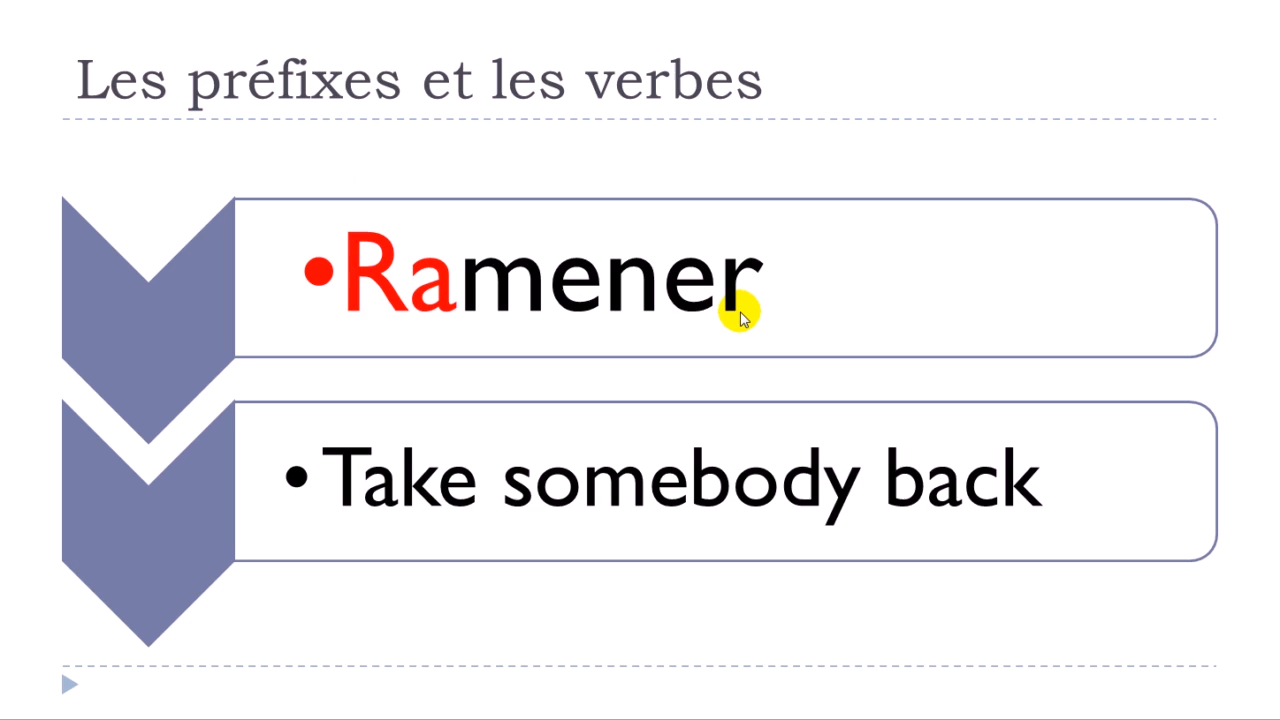 Les préfixes et les verbes
•Ramener
• Take somebody back